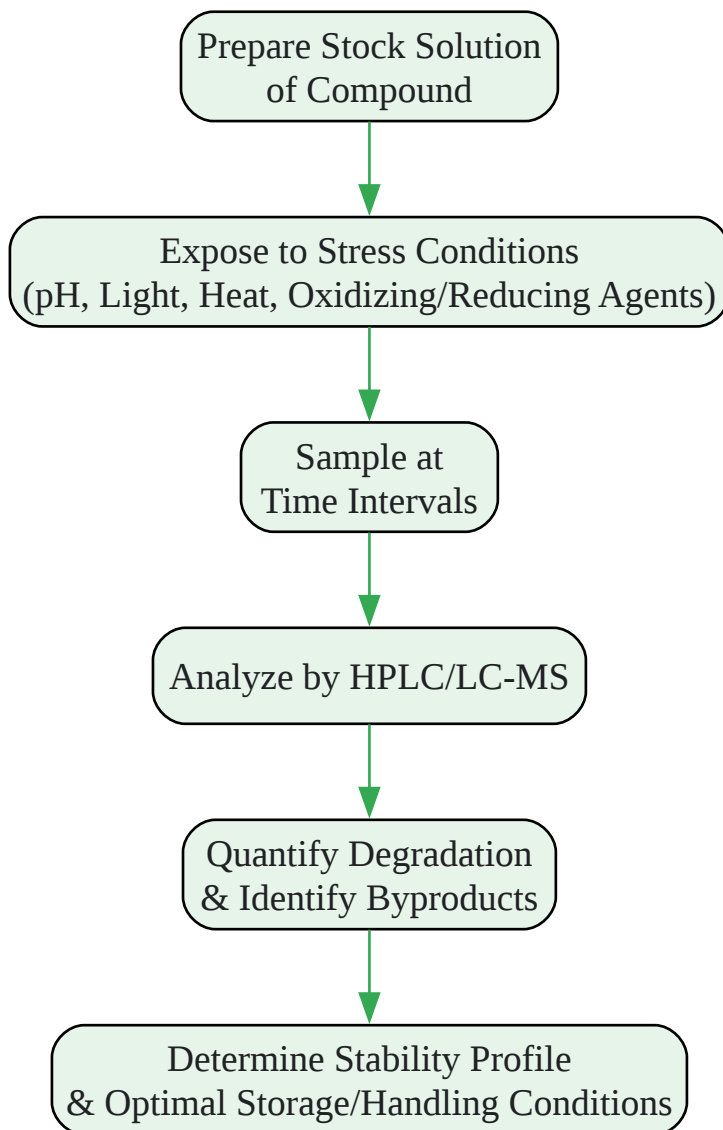 Prepare Stock Solution
of Compound
Expose to Stress Conditions
(pH, Light, Heat, Oxidizing/Reducing Agents)
Sample at
Time Intervals
Analyze by HPLC/LC-MS
Quantify Degradation
& Identify Byproducts
Determine Stability Profile
& Optimal Storage/Handling Conditions